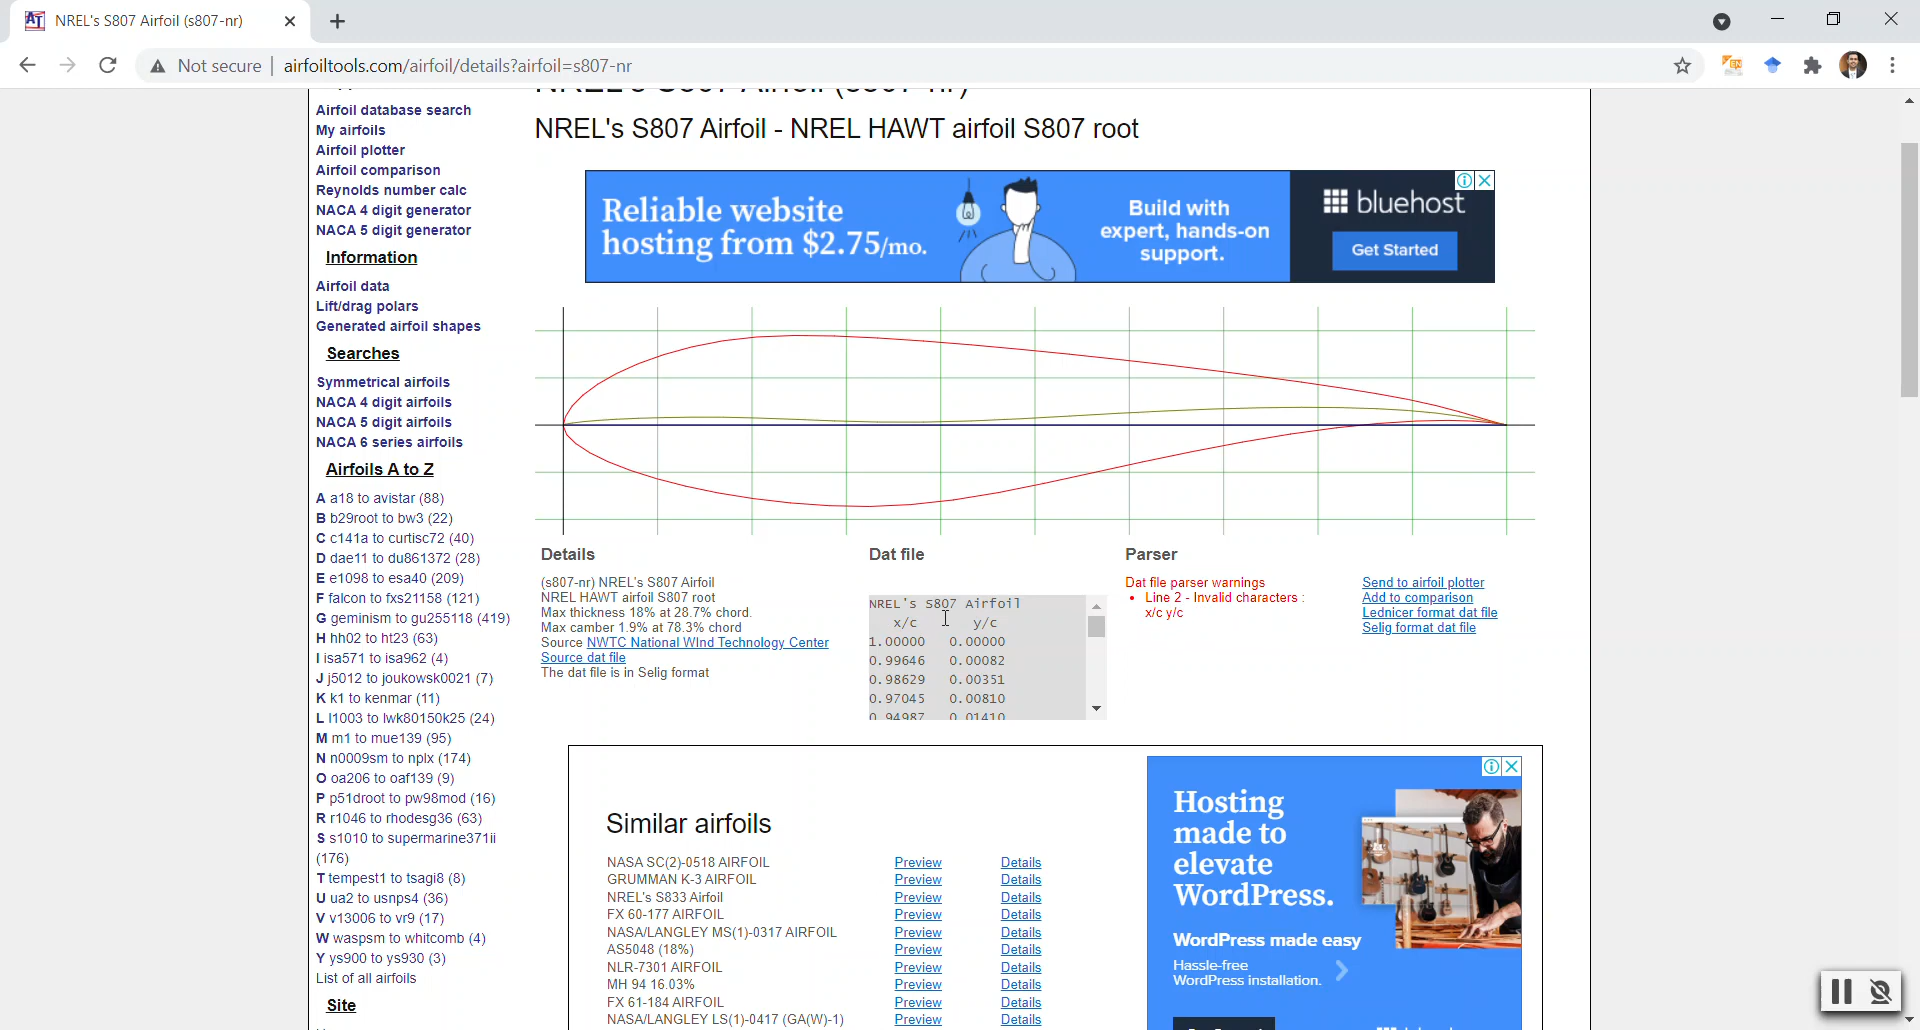 NREL's S807 Airfoil (s807-nr)
Not secure
airfoiltools.com/airfoil/details?airfoil=s807-nr
Airfoil database search
My airfoils
Airfoil plotter
Airfoil comparison
Reynolds number calc
NACA 4 digit generator
NACA 5 digit generator
Information
Airfoil data
Lift/drag polars
Generated airfoil shapes
Searches
Symmetrical airfoils
NACA 4 digit airfoils
NACA 5 digit airfoils
NACA 6 series airfoils
Airfoils A to Z
A a18 to avistar (88)
B b29root to bw3 (22)
C c141a to curtisc72 (40)
D dae11 to du861372 (28)
E e1098 to esa40 (209)
F falcon to fxs21158 (121)
G geminism to gu255118 (419)
H hh02 to ht23 (63)
I isa571 to isa962 (4)
J j5012 to joukowsk0021 (7)
K k1 to kenmar (11)
L l1003 to lwk80150k25 (24)
M m1 to mue139 (95)
N n0009sm to nplx (174)
O oa206 to oaf139 (9)
P p51droot to pw98mod (16)
R r1046 to rhodesg36 (63)
S s1010 to supermarine371ii
(176)
T tempest1 to tsagi8 (8)
U ua2 to usnps4 (36)
V v13006 to vr9 (17)
W waspsm to whitcomb (4)
Y ys900 to ys930 (3)
List of all airfoils
Site
NREL's S807 Airfoil (s807-nr)
NREL's S807 Airfoil - NREL HAWT airfoil S807 root
Reliable website
hosting from $2.75/mo.
Build with
expert, hands-on
support.
bluehost
Get Started
Details
(s807-nr) NREL's S807 Airfoil
NREL HAWT airfoil S807 root
Max thickness 18% at 28.7% chord.
Max camber 1.9% at 78.3% chord
Source NWTC National WInd Technology Center
Source dat file
The dat file is in Selig format
Dat file
NREL's S807 Airfoil
x/c y/c
1.00000 0.00000
0.99646 0.00082
0.98629 0.00351
0.97045 0.00810
0.94987 0.01410
Parser
Dat file parser warnings
• Line 2 - Invalid characters :
x/c y/c
Send to airfoil plotter
Add to comparison
Lednicer format dat file
Selig format dat file
Similar airfoils
NASA SC(2)-0518 AIRFOIL Preview Details
GRUMMAN K-3 AIRFOIL Preview Details
NREL's S833 Airfoil Preview Details
FX 60-177 AIRFOIL Preview Details
NASA/LANGLEY MS(1)-0317 AIRFOIL Preview Details
AS5048 (18%) Preview Details
NLR-7301 AIRFOIL Preview Details
MH 94 16.03% Preview Details
FX 61-184 AIRFOIL Preview Details
NASA/LANGLEY LS(1)-0417 (GA(W)-1) Preview Details
Hosting
made to
elevate
WordPress.
WordPress made easy
Hassle-free
WordPress installation.